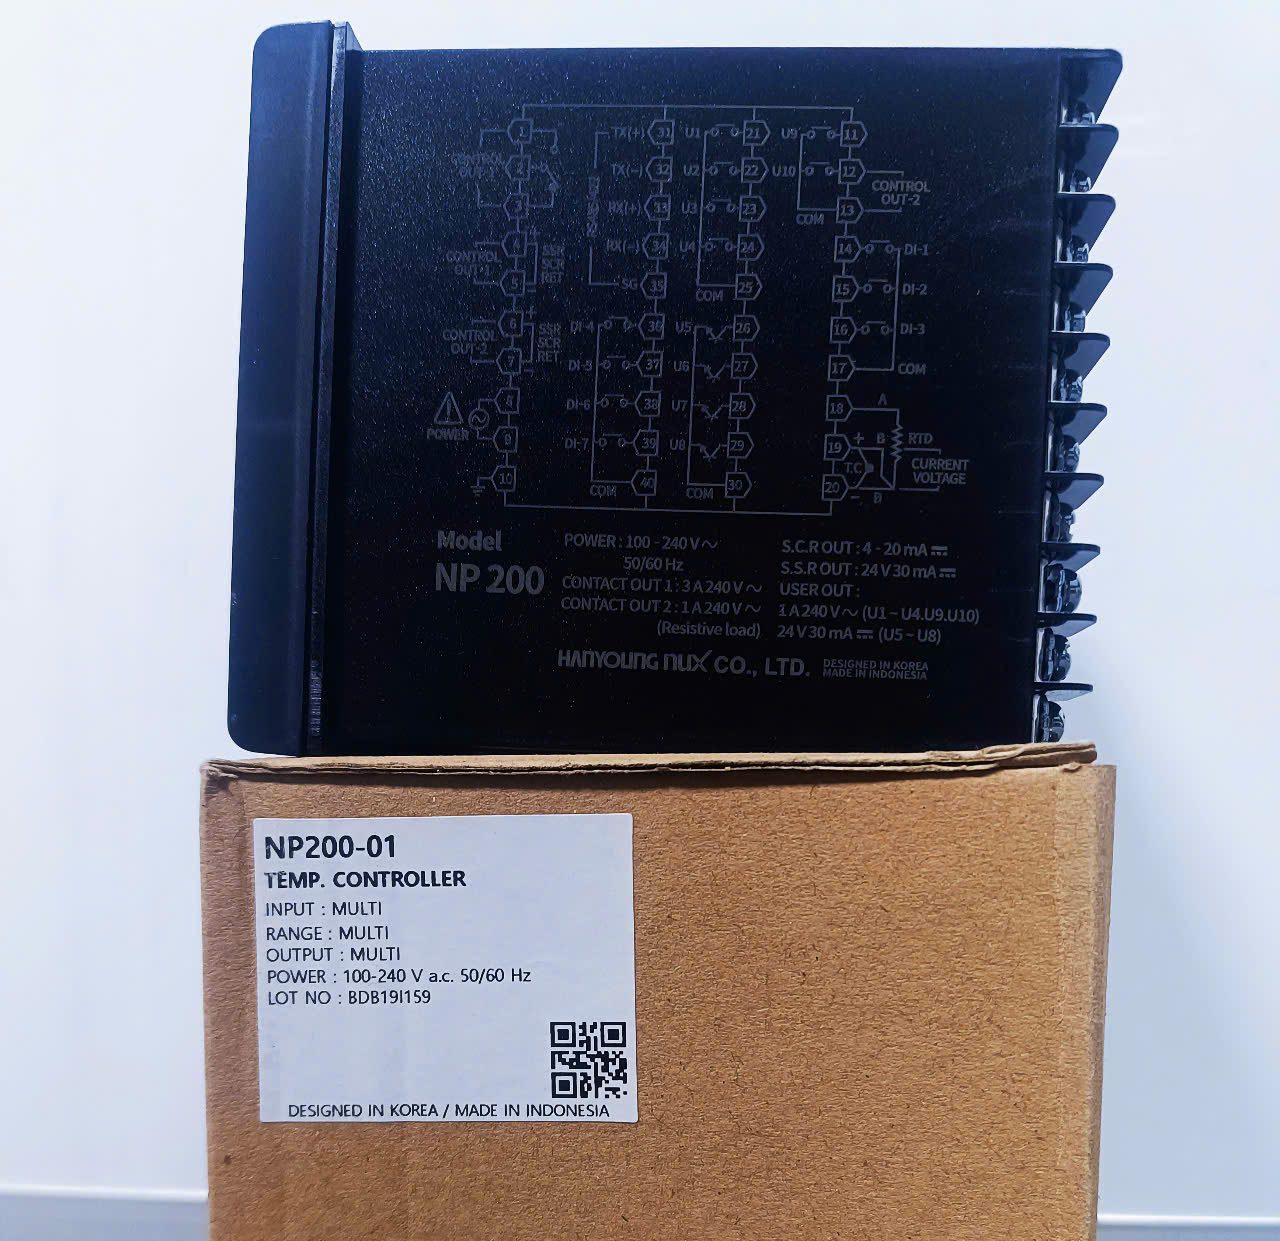 1
2
3
4
5
6
7
8
9
10
CONTROL
OUT-1
CONTROL
OUT-1
SSR
SCR
RET
CONTROL
OUT-2
SSR
SCR
RET
POWER
TX(+) 31
TX(−) 32
RX(+) 33
RX(−) 34
SG 35
DI-4 36
DI-5 37
DI-6 38
DI-7 39
COM 40
U1 21
U2 22
U3 23
U4 24
COM 25
U5 26
U6 27
U7 28
U8 29
COM 30
U9 11
U10 12
COM 13
CONTROL
OUT-2
14 DI-1
15 DI-2
16 DI-3
17 COM
18 A
19 + B RTD
T.C
20 − B
CURRENT
VOLTAGE
Model
NP 200
POWER : 100 - 240 V ~
50/60 Hz
CONTACT OUT 1 : 3 A 240 V ~
CONTACT OUT 2 : 1 A 240 V ~
(Resistive load)
S.C.R OUT : 4 - 20 mA ⎓
S.S.R OUT : 24 V 30 mA ⎓
USER OUT :
1 A 240 V ~ (U1 ~ U4.U9.U10)
24 V 30 mA ⎓ (U5 ~ U8)
HANYOUNG NUX CO., LTD.
DESIGNED IN KOREA
MADE IN INDONESIA
NP200-01
TEMP. CONTROLLER
INPUT : MULTI
RANGE : MULTI
OUTPUT : MULTI
POWER : 100-240 V a.c. 50/60 Hz
LOT NO : BDB19I159
DESIGNED IN KOREA / MADE IN INDONESIA